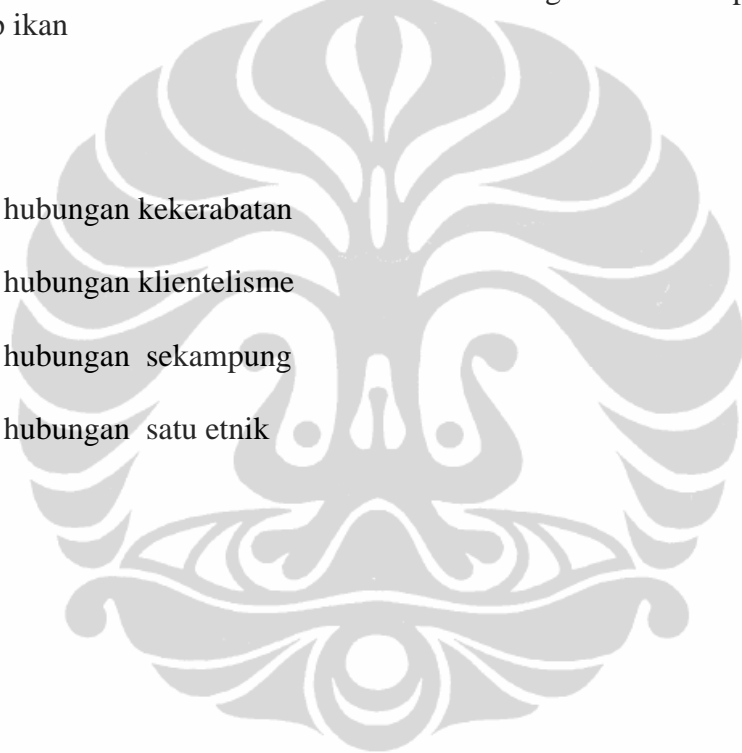 ikan
hubungan kekerabatan
hubungan klientelisme
hubungan sekampung
hubungan satu etnik